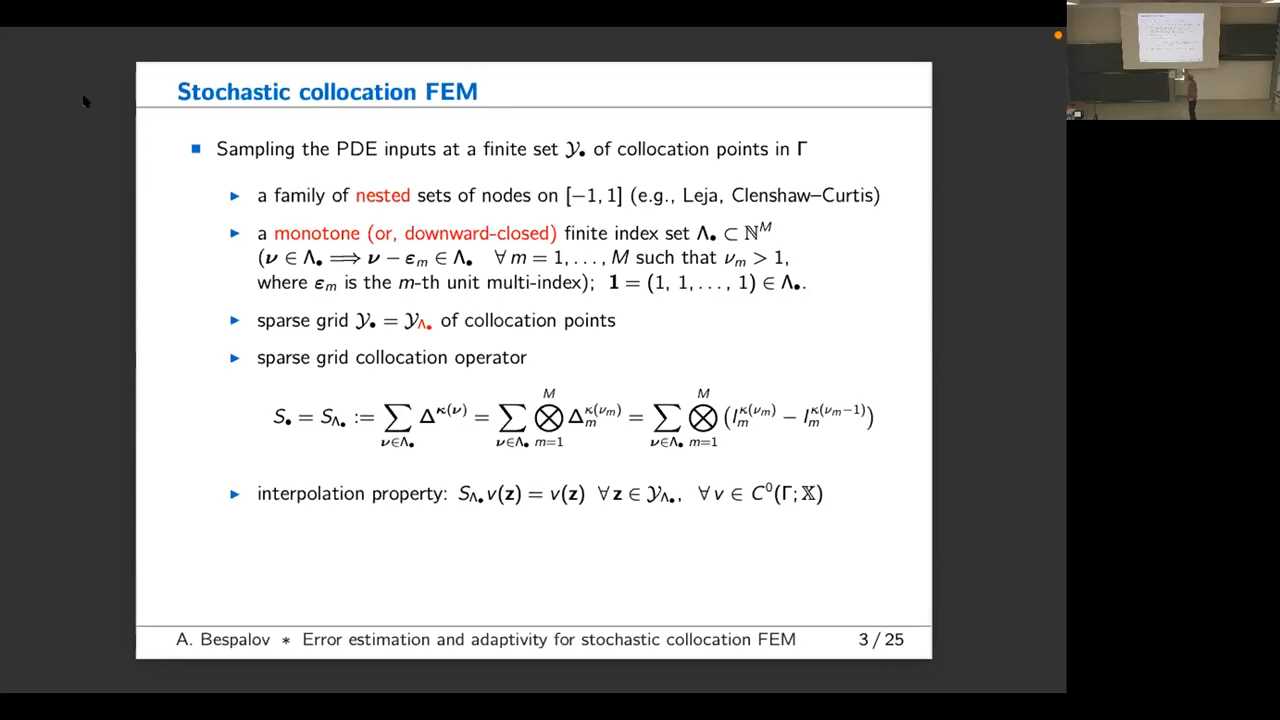 Stochastic collocation FEM
■ Sampling the PDE inputs at a finite set 𝒴• of collocation points in Γ
▶ a family of nested sets of nodes on [−1, 1] (e.g., Leja, Clenshaw–Curtis)
▶ a monotone (or, downward-closed) finite index set Λ• ⊂ ℕ^M
(ν ∈ Λ• ⟹ ν − ε_m ∈ Λ• ∀ m = 1, . . . , M such that ν_m > 1,
where ε_m is the m-th unit multi-index); 1 = (1, 1, . . . , 1) ∈ Λ•.
▶ sparse grid 𝒴• = 𝒴_Λ• of collocation points
▶ sparse grid collocation operator
S• = S_Λ• := ∑_{ν∈Λ•} Δ^{κ(ν)} = ∑_{ν∈Λ•} ⨂_{m=1}^{M} Δ_m^{κ(ν_m)} = ∑_{ν∈Λ•} ⨂_{m=1}^{M} (I_m^{κ(ν_m)} − I_m^{κ(ν_m−1)})
▶ interpolation property: S_Λ• v(z) = v(z) ∀ z ∈ 𝒴_Λ•, ∀ v ∈ C^0(Γ; 𝕏)
A. Bespalov ∗ Error estimation and adaptivity for stochastic collocation FEM 3 / 25